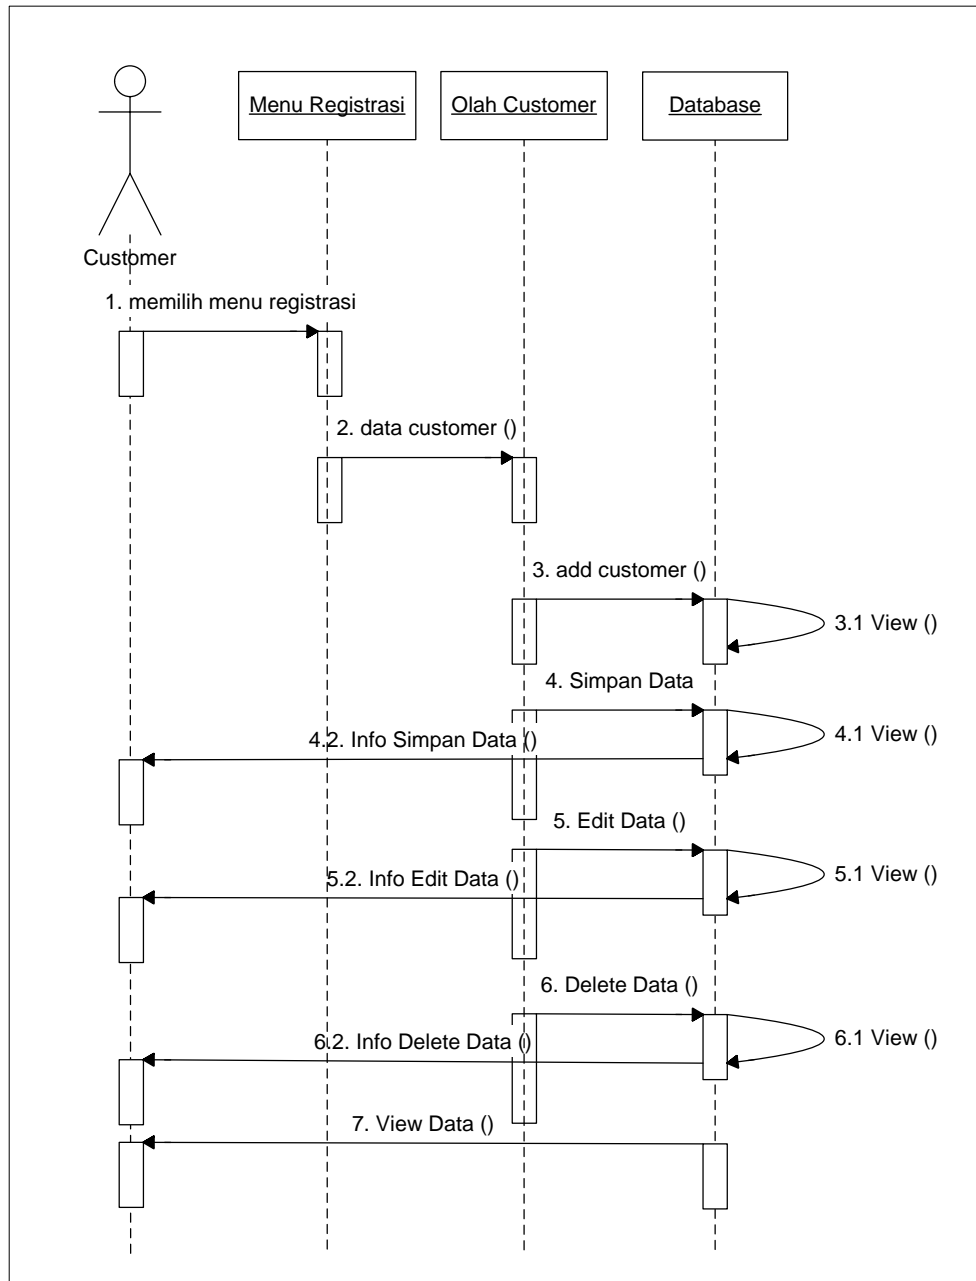 Menu Registrasi
Olah Customer
Database
Customer
1. memilih menu registrasi
2. data customer ()
3. add customer ()
3.1 View ()
4. Simpan Data
4.1 View ()
4.2. Info Simpan Data ()
5. Edit Data ()
5.1 View ()
5.2. Info Edit Data ()
6. Delete Data ()
6.1 View ()
6.2. Info Delete Data ()
7. View Data ()